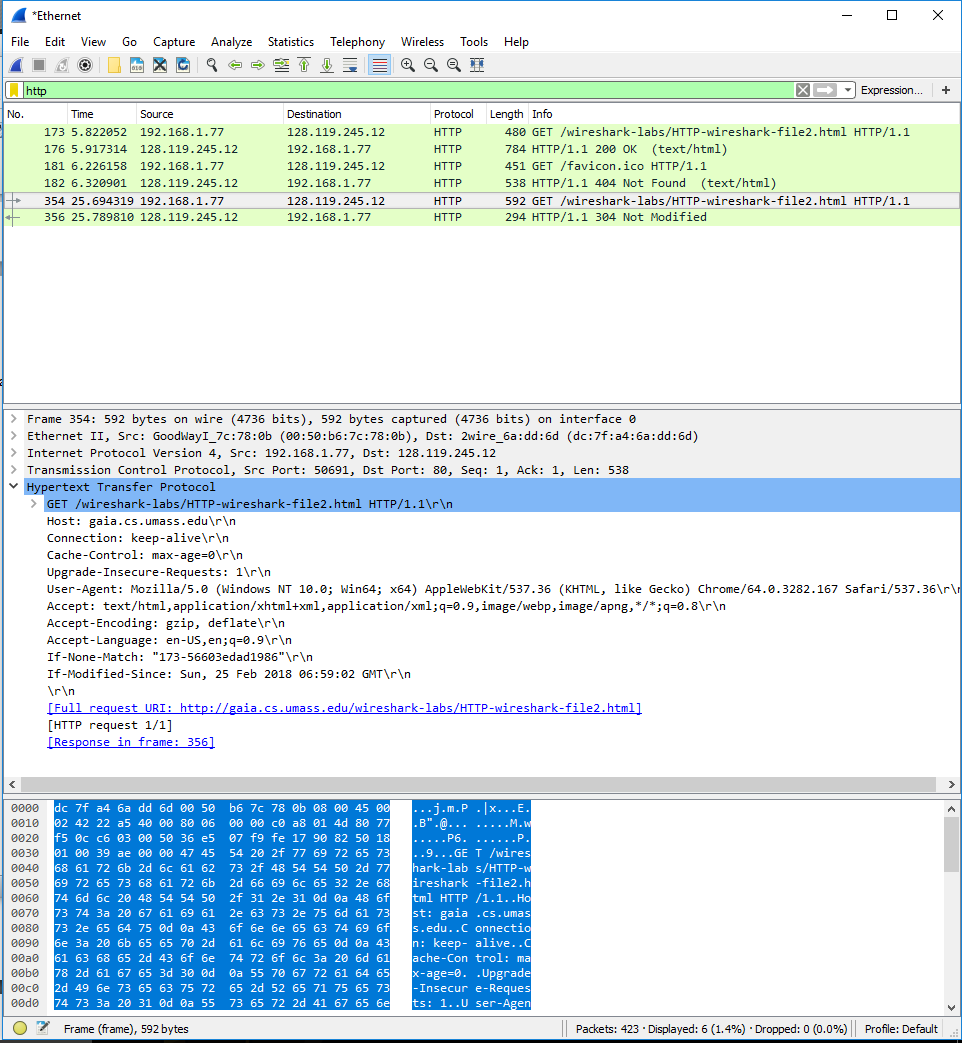 *Ethernet
File Edit View Go Capture Analyze Statistics Telephony Wireless Tools Help
http Expression... +
No. Time Source Destination Protocol Length Info
173 5.822052 192.168.1.77 128.119.245.12 HTTP 480 GET /wireshark-labs/HTTP-wireshark-file2.html HTTP/1.1
176 5.917314 128.119.245.12 192.168.1.77 HTTP 784 HTTP/1.1 200 OK (text/html)
181 6.226158 192.168.1.77 128.119.245.12 HTTP 451 GET /favicon.ico HTTP/1.1
182 6.320901 128.119.245.12 192.168.1.77 HTTP 538 HTTP/1.1 404 Not Found (text/html)
354 25.694319 192.168.1.77 128.119.245.12 HTTP 592 GET /wireshark-labs/HTTP-wireshark-file2.html HTTP/1.1
356 25.789810 128.119.245.12 192.168.1.77 HTTP 294 HTTP/1.1 304 Not Modified
Frame 354: 592 bytes on wire (4736 bits), 592 bytes captured (4736 bits) on interface 0
Ethernet II, Src: GoodWayI_7c:78:0b (00:50:b6:7c:78:0b), Dst: 2wire_6a:dd:6d (dc:7f:a4:6a:dd:6d)
Internet Protocol Version 4, Src: 192.168.1.77, Dst: 128.119.245.12
Transmission Control Protocol, Src Port: 50691, Dst Port: 80, Seq: 1, Ack: 1, Len: 538
Hypertext Transfer Protocol
GET /wireshark-labs/HTTP-wireshark-file2.html HTTP/1.1\r\n
Host: gaia.cs.umass.edu\r\n
Connection: keep-alive\r\n
Cache-Control: max-age=0\r\n
Upgrade-Insecure-Requests: 1\r\n
User-Agent: Mozilla/5.0 (Windows NT 10.0; Win64; x64) AppleWebKit/537.36 (KHTML, like Gecko) Chrome/64.0.3282.167 Safari/537.36\r\n
Accept: text/html,application/xhtml+xml,application/xml;q=0.9,image/webp,image/apng,*/*;q=0.8\r\n
Accept-Encoding: gzip, deflate\r\n
Accept-Language: en-US,en;q=0.9\r\n
If-None-Match: "173-56603edad1986"\r\n
If-Modified-Since: Sun, 25 Feb 2018 06:59:02 GMT\r\n
\r\n
[Full request URI: http://gaia.cs.umass.edu/wireshark-labs/HTTP-wireshark-file2.html]
[HTTP request 1/1]
[Response in frame: 356]
0000 dc 7f a4 6a dd 6d 00 50 b6 7c 78 0b 08 00 45 00 ...j.m.P .|x...E.
0010 02 42 22 a5 40 00 80 06 00 00 c0 a8 01 4d 80 77 .B".@... .....M.w
0020 f5 0c c6 03 00 50 36 e5 07 f9 fe 17 90 82 50 18 .....P6. ......P.
0030 01 00 39 ae 00 00 47 45 54 20 2f 77 69 72 65 73 ..9...GE T /wires
0040 68 61 72 6b 2d 6c 61 62 73 2f 48 54 54 50 2d 77 hark-lab s/HTTP-w
0050 69 72 65 73 68 61 72 6b 2d 66 69 6c 65 32 2e 68 ireshark -file2.h
0060 74 6d 6c 20 48 54 54 50 2f 31 2e 31 0d 0a 48 6f tml HTTP /1.1..Ho
0070 73 74 3a 20 67 61 69 61 2e 63 73 2e 75 6d 61 73 st: gaia .cs.umas
0080 73 2e 65 64 75 0d 0a 43 6f 6e 6e 65 63 74 69 6f s.edu..C onnectio
0090 6e 3a 20 6b 65 65 70 2d 61 6c 69 76 65 0d 0a 43 n: keep- alive..C
00a0 61 63 68 65 2d 43 6f 6e 74 72 6f 6c 3a 20 6d 61 ache-Con trol: ma
00b0 78 2d 61 67 65 3d 30 0d 0a 55 70 67 72 61 64 65 x-age=0. .Upgrade
00c0 2d 49 6e 73 65 63 75 72 65 2d 52 65 71 75 65 73 -Insecur e-Reques
00d0 74 73 3a 20 31 0d 0a 55 73 65 72 2d 41 67 65 6e ts: 1..U ser-Agen
Frame (frame), 592 bytes Packets: 423 · Displayed: 6 (1.4%) · Dropped: 0 (0.0%) Profile: Default